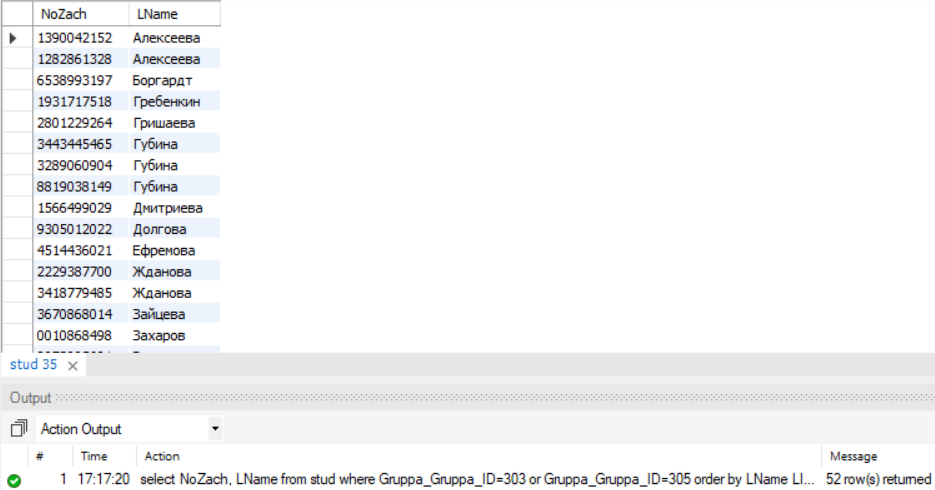 NoZach LName
1390042152 Алексеева
1282861328 Алексеева
6538993197 Боргардт
1931717518 Гребенкин
2801229264 Гришаева
3443445465 Губина
3289060904 Губина
8819038149 Губина
1566499029 Дмитриева
9305012022 Долгова
4514436021 Ефремова
2229387700 Жданова
3418779485 Жданова
3670868014 Зайцева
0010868498 Захаров
stud 35
Output
Action Output
# Time Action Message
1 17:17:20 select NoZach, LName from stud where Gruppa_Gruppa_ID=303 or Gruppa_Gruppa_ID=305 order by LName LI... 52 row(s) returned